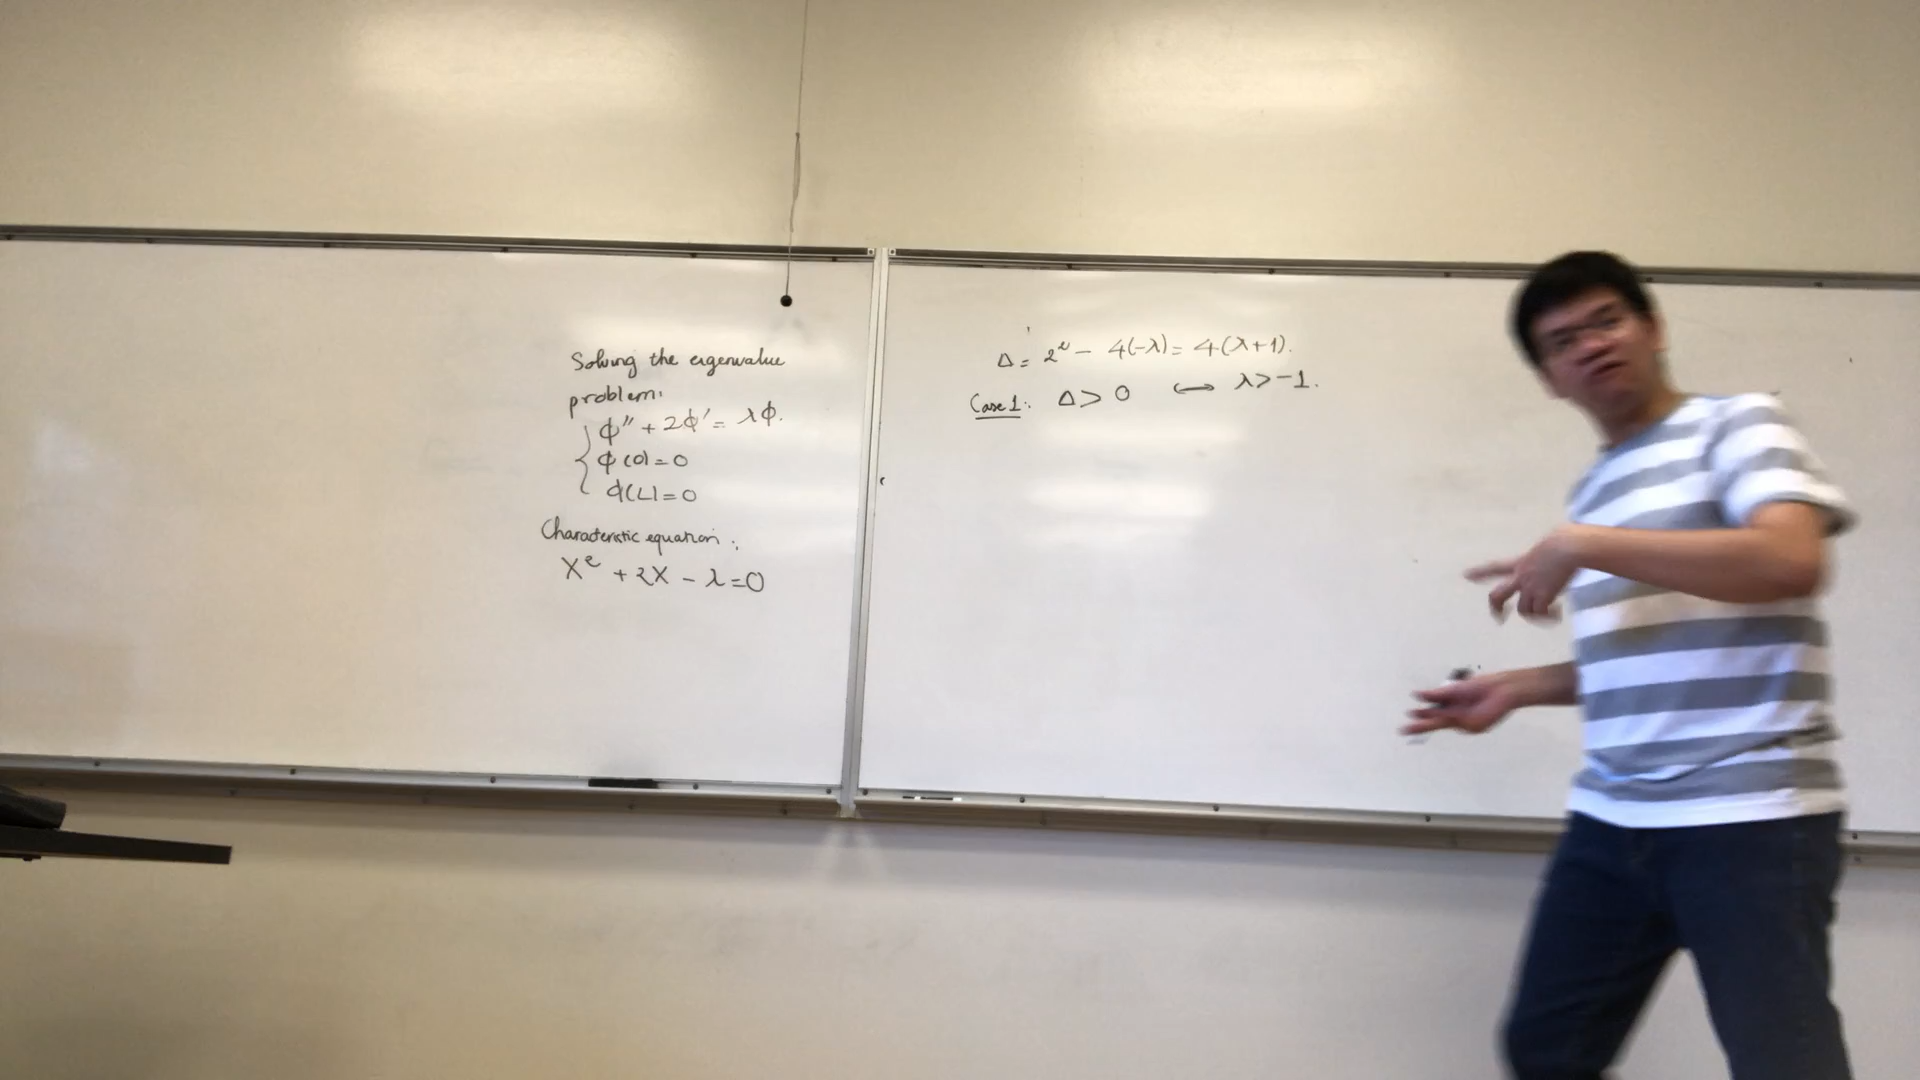 Solving the eigenvalue
problem:
ϕ'' + 2ϕ' = λϕ.
ϕ(0) = 0
ϕ(L) = 0
Characteristic equation:
X² + 2X - λ = 0
Δ = 2² - 4(-λ) = 4(λ+1).
Case 1: Δ > 0 ⟷ λ > -1.